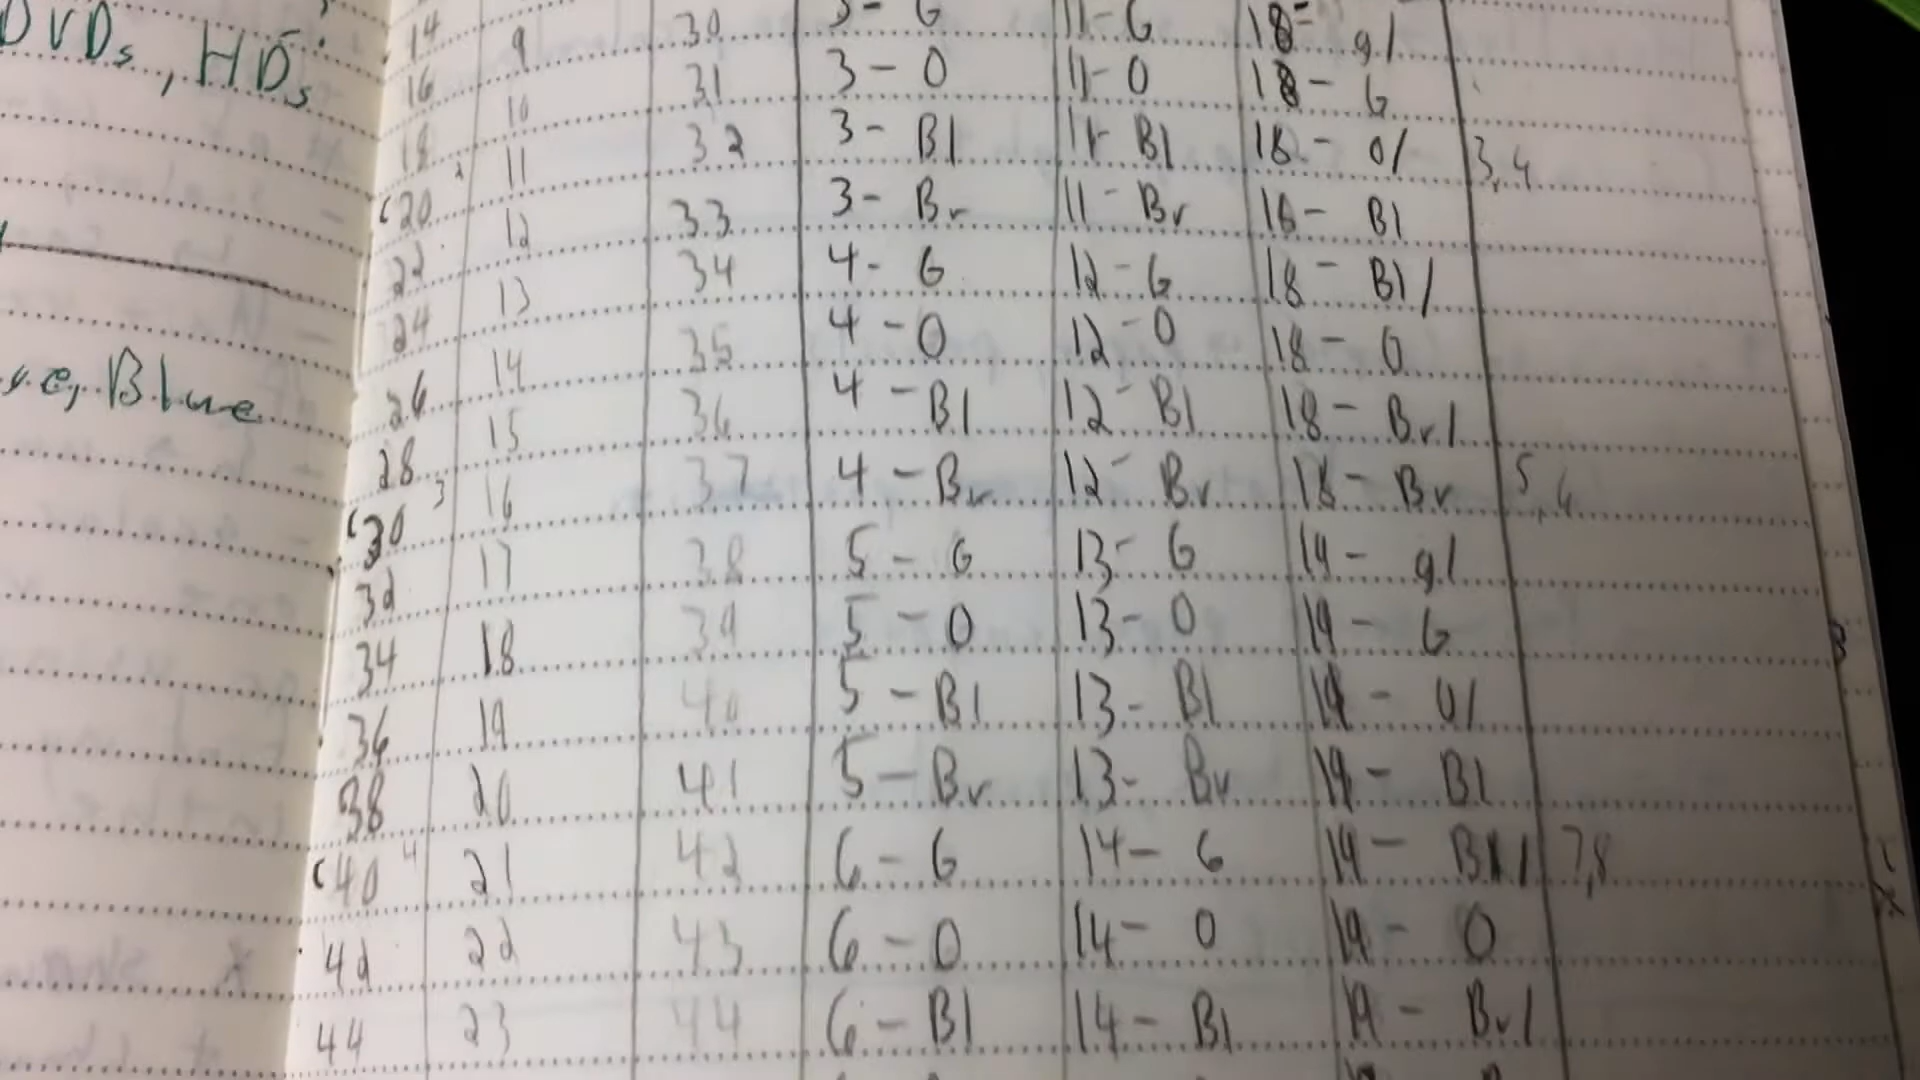 DVDs, HDs
Blue
14 9 30 3 - G 11 - G 18 - g/
16 10 31 3 - O 11 - O 18 - G
18 11 32 3 - Bl 11 - Bl 18 - o/ 3,4
20 12 33 3 - Br 11 - Br 18 - Bl
22 13 34 4 - G 12 - G 18 - Bl/
24 14 35 4 - O 12 - O 18 - O
26 15 36 4 - Bl 12 - Bl 18 - Br/
28 16 37 4 - Br 12 - Br 18 - Br 5,6
30 3 17 38 5 - G 13 - G 19 - g/
32 18 39 5 - O 13 - O 19 - G
34 19 40 5 - Bl 13 - Bl 19 - o/
36 20 41 5 - Br 13 - Br 19 - Bl
38 21 42 6 - G 14 - G 19 - Bl/ 7,8
40 4 22 43 6 - O 14 - O 19 - O
42 23 44 6 - Bl 14 - Bl 19 - Br/
44